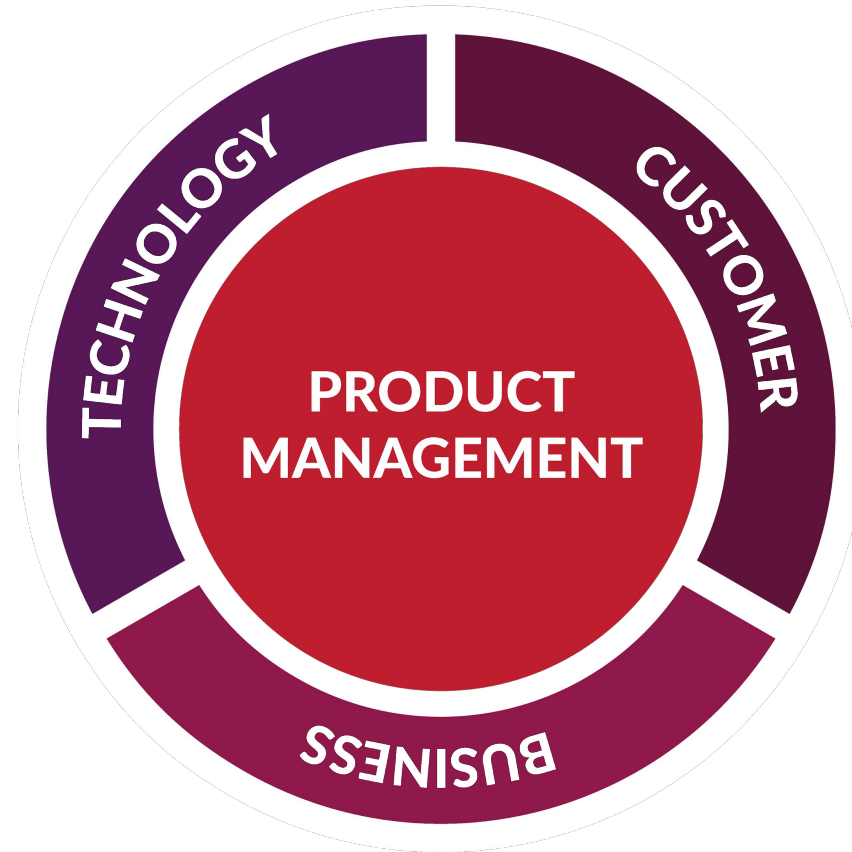 TECHNOLOGY
CUSTOMER
PRODUCT
MANAGEMENT
BUSINESS